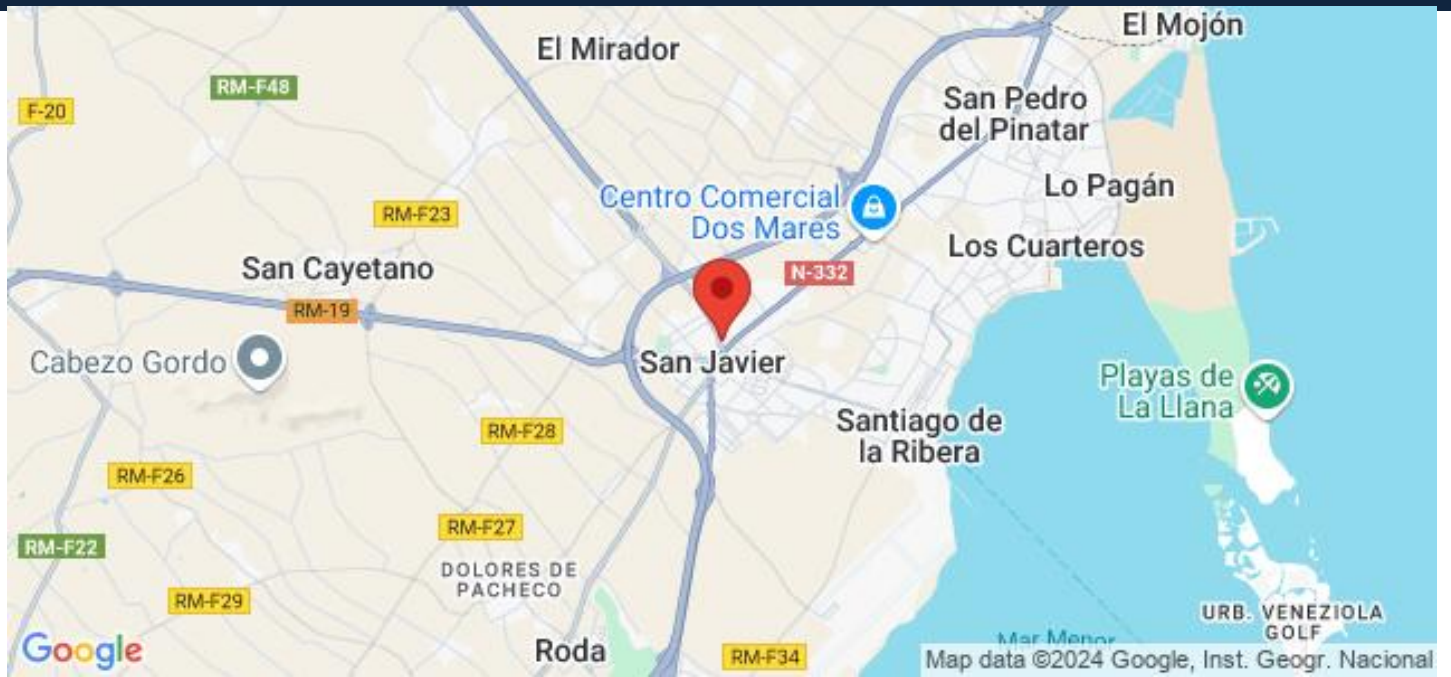 El Mojón
El Mirador
RM-F48
San Pedro
del Pinatar
F-20
Lo Pagán
Centro Comercial
Dos Mares
RM-F23
Los Cuarteros
San Cayetano
N-332
RM-19
Cabezo Gordo
San Javier
Playas de
La Llana
Santiago de
la Ribera
RM-F28
RM-F26
RM-F27
RM-F22
DOLORES DE
PACHECO
RM-F29
URB. VENEZIOLA
GOLF
Roda
Mar Menor
RM-F34
Google
Map data ©2024 Google, Inst. Geogr. Nacional